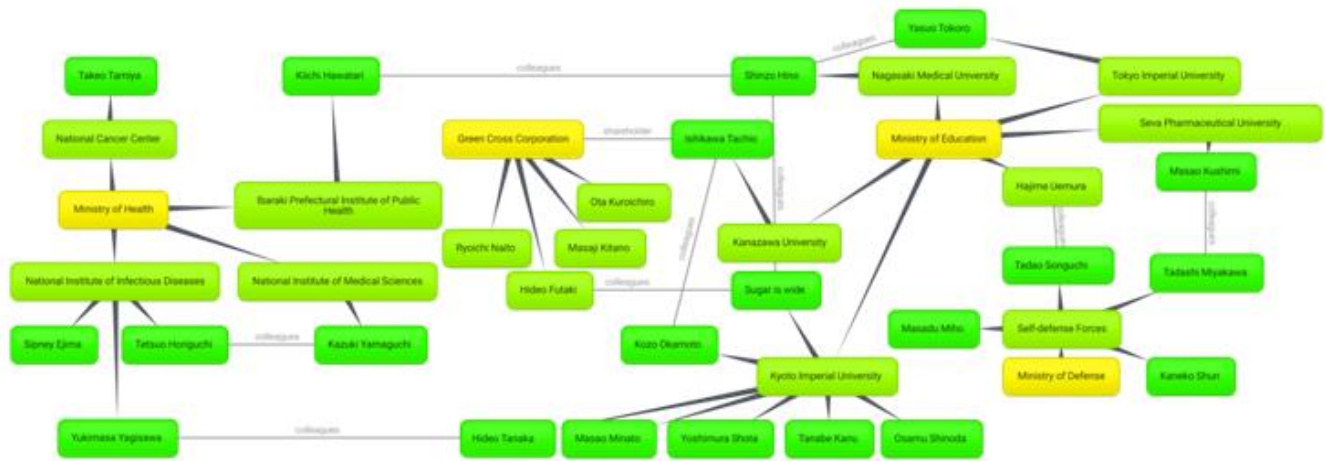 Yasuo Tokoro
colleagues
Takeo Tamiya
Kiichi Hawatari
colleagues
Shinzo Hino
Nagasaki Medical University
Tokyo Imperial University
National Cancer Center
Green Cross Corporation
shareholder
Ishikawa Tachio
Ministry of Education
Seva Pharmaceutical University
Masao Kushimi
Ministry of Health
Ibaraki Prefectural Institute of Public
Health
Ota Kuroichiro
colleagues
Hajime Uemura
Ryoichi Naito
Masaji Kitano
colleagues
Kanazawa University
colleagues
colleagues
Tadao Songuchi
Tadashi Miyakawa
National Institute of Infectious Diseases
National Institute of Medical Sciences
Hideo Futaki
colleagues
Sugar is wide
Sipney Ejima
Tetsuo Horiguchi
colleagues
Kazuki Yamaguchi
Kozo Okamoto
Masadu Miho
Self-defense Forces
Kyoto Imperial University
Ministry of Defense
Kaneko Shun
Yukimasa Yagisawa
colleagues
Hideo Tanaka
Masao Minato
Yoshimura Shota
Tanabe Kanu
Osamu Shinoda